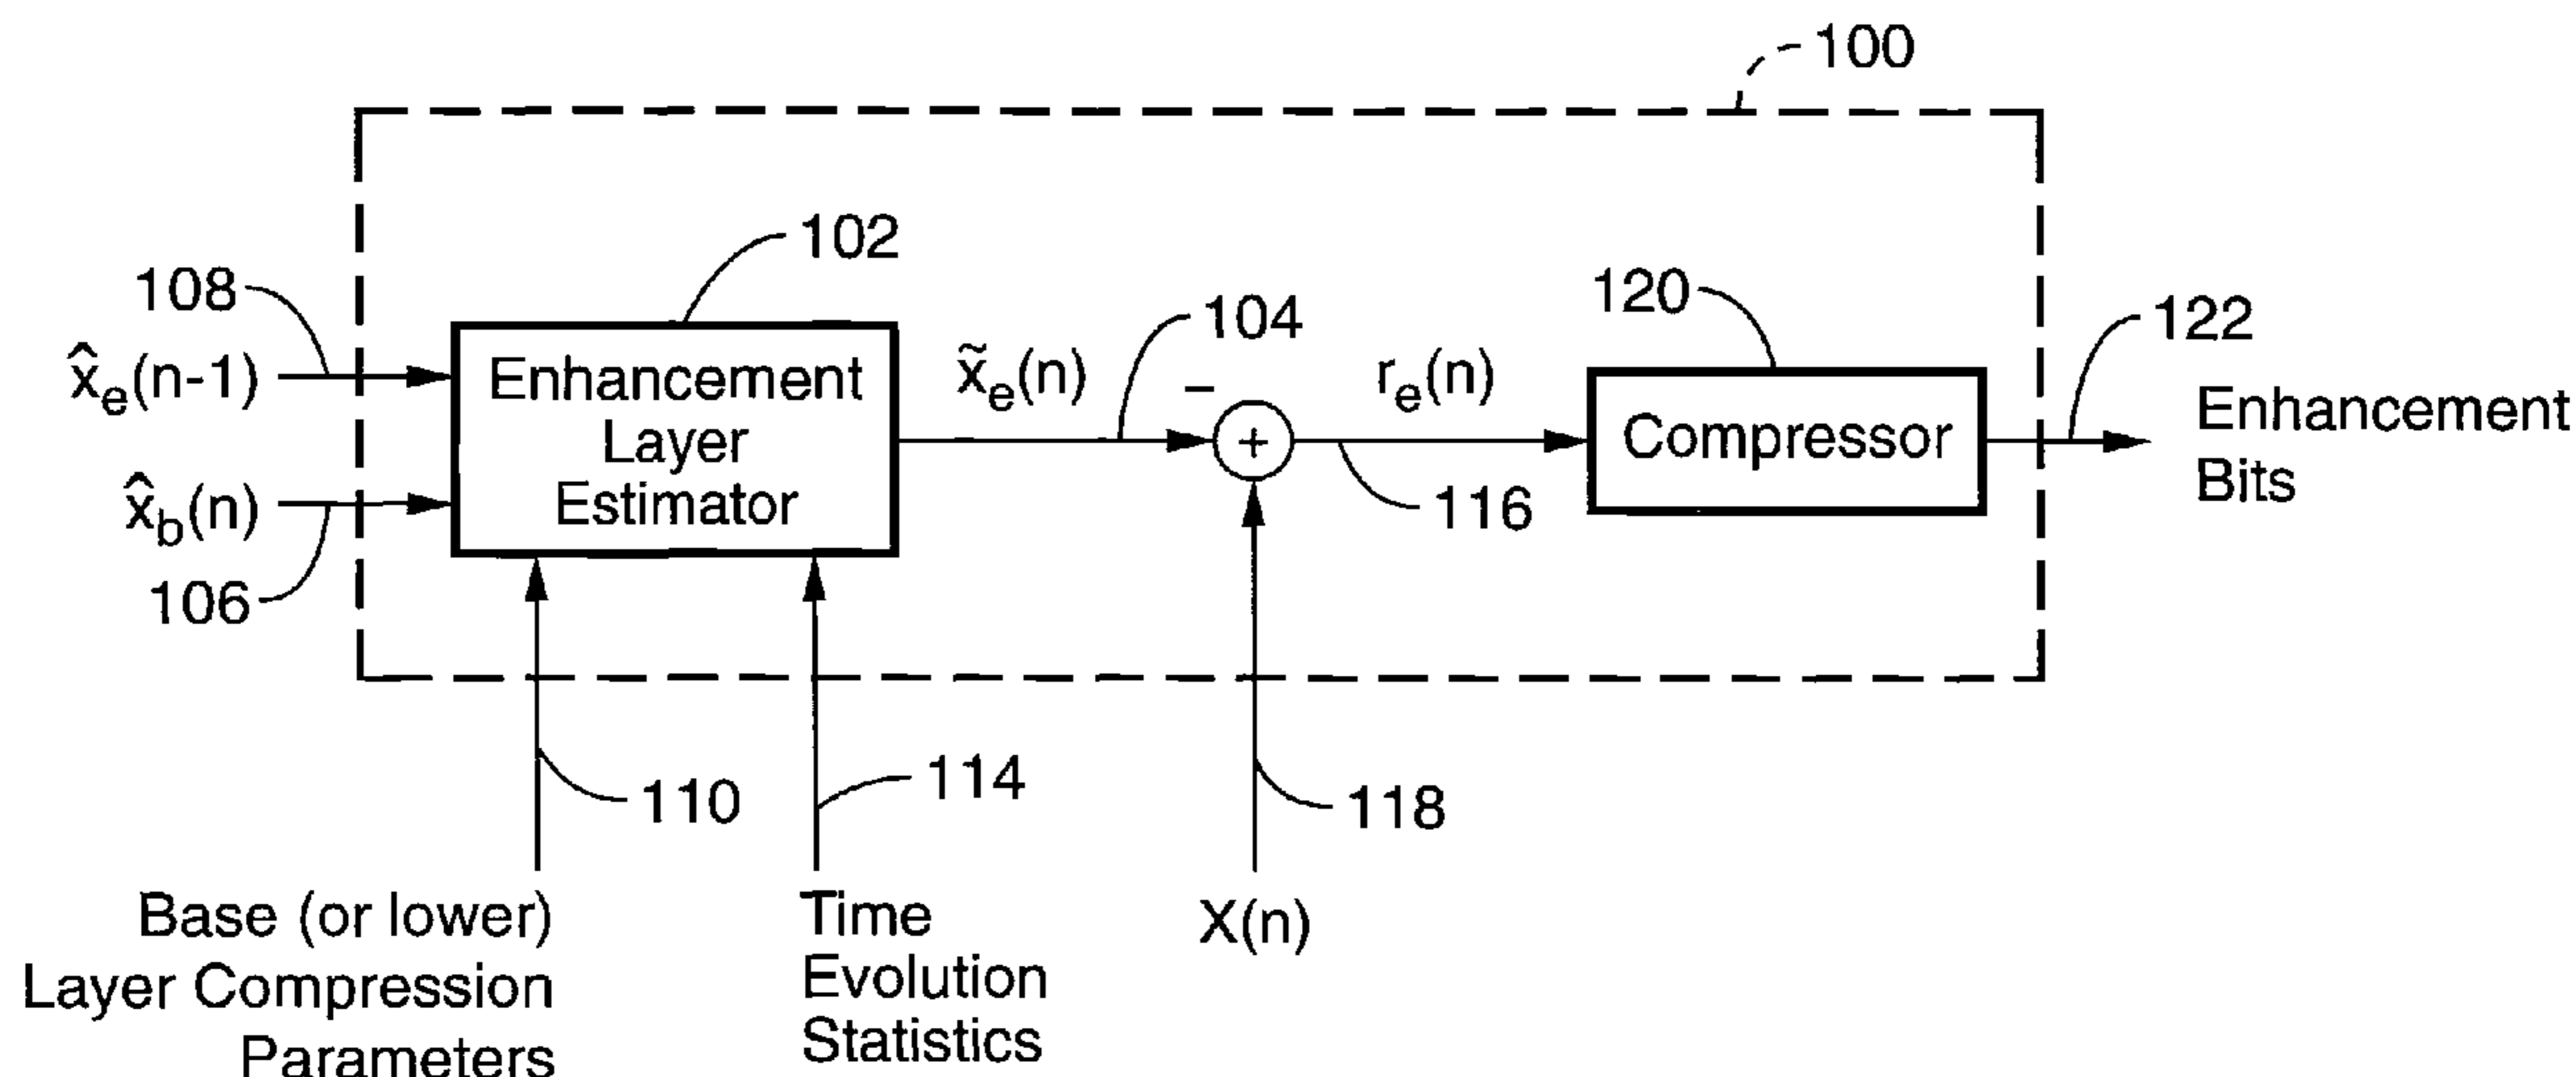 100
102
108
x̂e(n-1)
x̂b(n)
106
Enhancement
Layer
Estimator
x̃e(n)
104
−
+
re(n)
116
120
Compressor
122
Enhancement
Bits
110
114
118
Base (or lower)
Layer Compression
Parameters
Time
Evolution
Statistics
X(n)